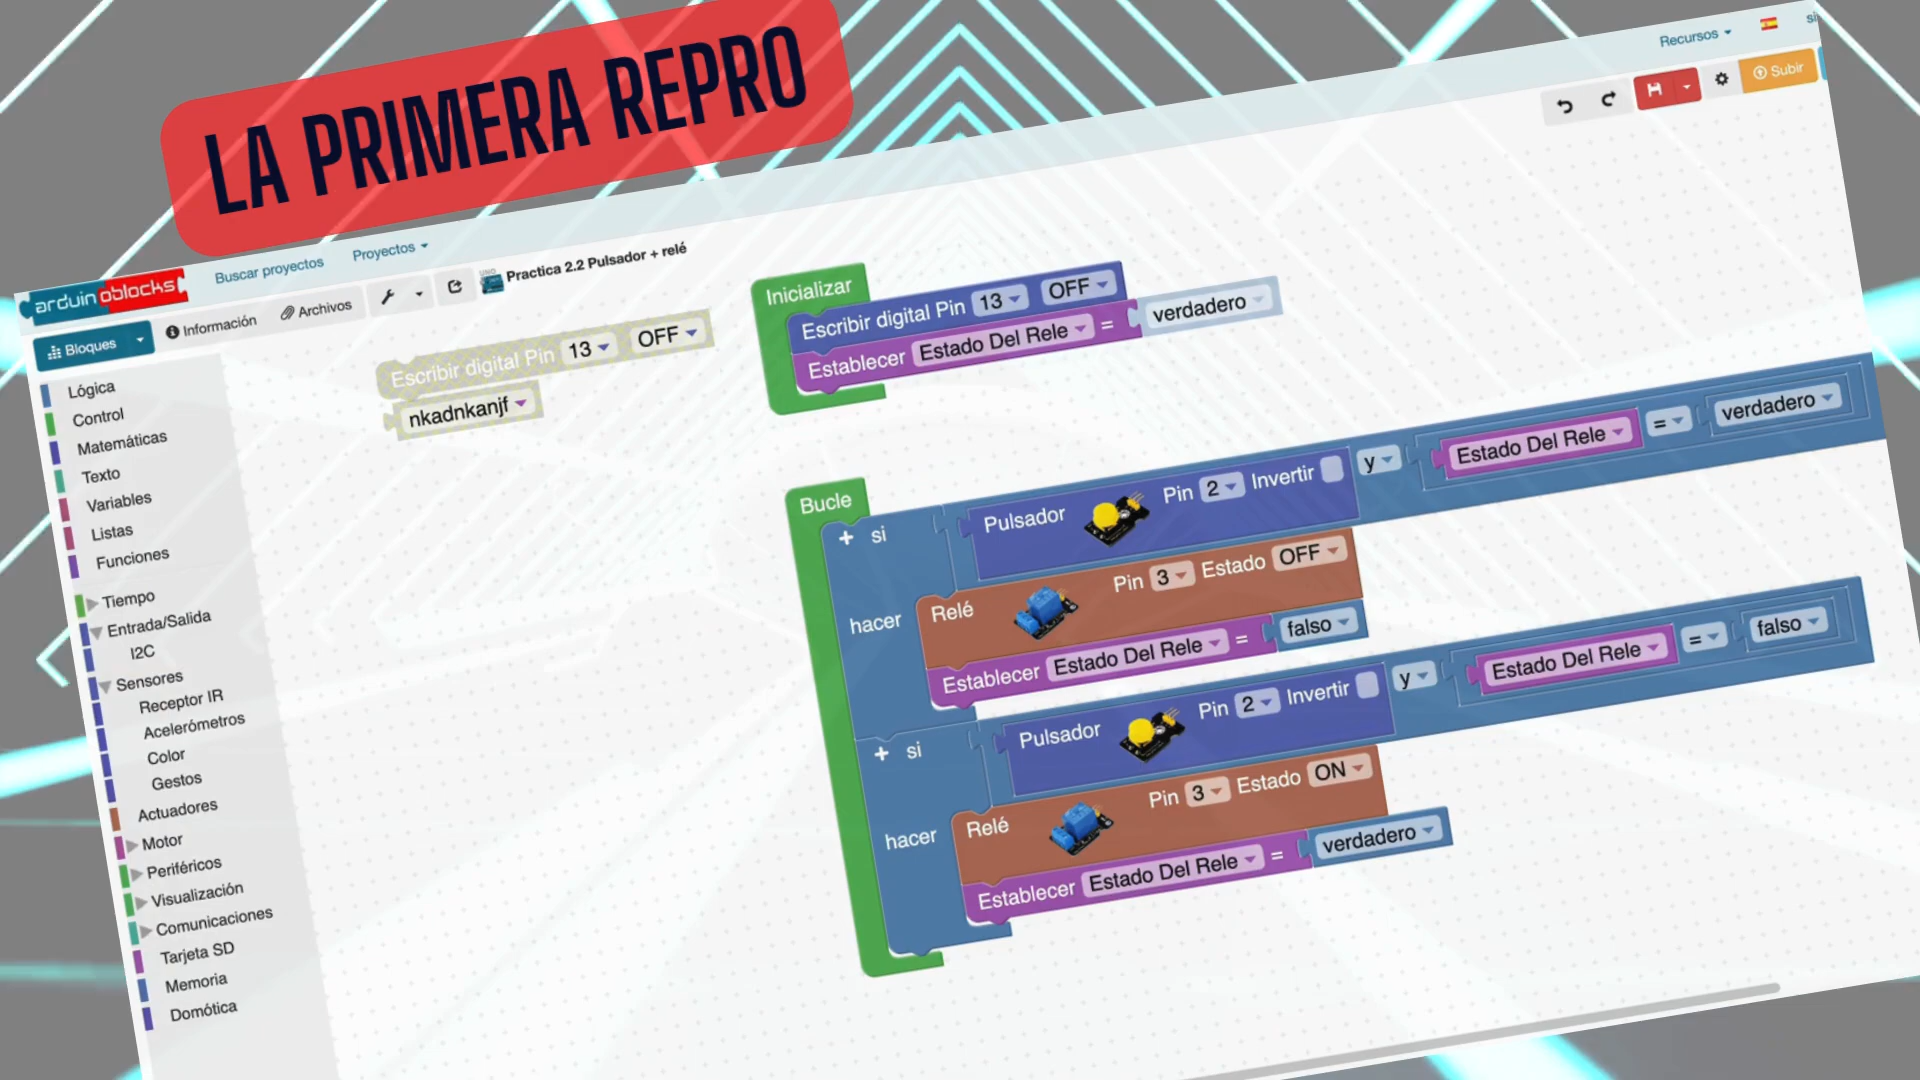 LA PRIMERA REPRO
Recursos
Subir
arduinoblocks
Buscar proyectos
Proyectos
Bloques
Información
Archivos
UNO
Practica 2.2 Pulsador + relé
Lógica
Control
Matemáticas
Texto
Variables
Listas
Funciones
Tiempo
Entrada/Salida
I2C
Sensores
Receptor IR
Acelerómetros
Color
Gestos
Actuadores
Motor
Periféricos
Visualización
Comunicaciones
Tarjeta SD
Memoria
Domótica
Escribir digital Pin 13 OFF
nkadnkanjf
Inicializar
Escribir digital Pin 13 OFF
Establecer Estado Del Rele = verdadero
Bucle
+ si Pulsador Pin 2 Invertir y Estado Del Rele = verdadero
hacer Relé Pin 3 Estado OFF
Establecer Estado Del Rele = falso
+ si Pulsador Pin 2 Invertir y Estado Del Rele = falso
hacer Relé Pin 3 Estado ON
Establecer Estado Del Rele = verdadero